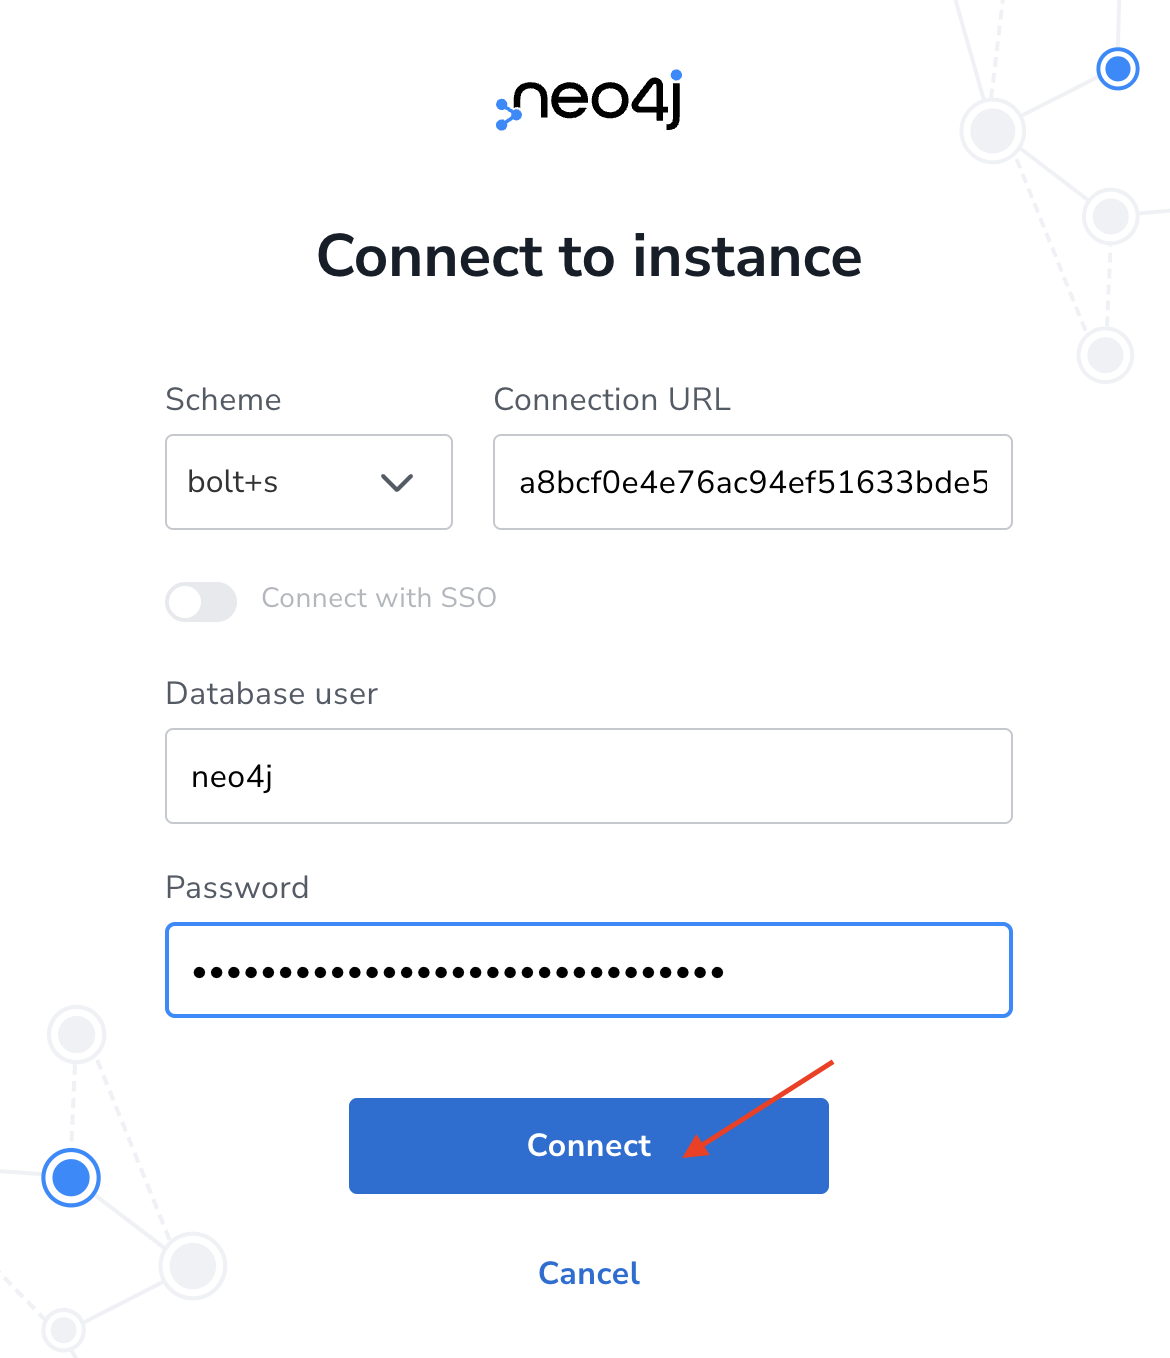 neo4j
Connect to instance
Scheme
Connection URL
bolt+s
a8bcf0e4e76ac94ef51633bde5
Connect with SSO
Database user
neo4j
Password
•••••••••••••••••••••••••••••••
Connect
Cancel